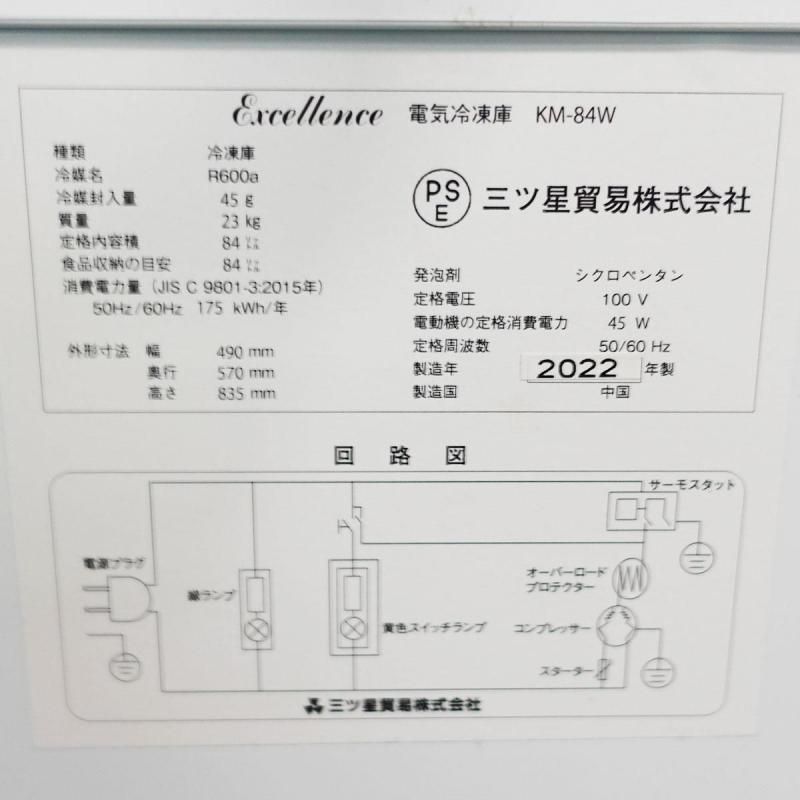 Excellence 電気冷凍庫 KM-84W
種類 冷凍庫
冷媒名 R600a
冷媒封入量 45 g
質量 23 kg
定格内容積 84 ㍑
食品収納の目安 84 ㍑
消費電力量 (JIS C 9801-3:2015年)
50Hz/60Hz 175 kWh/年
外形寸法 幅 490 mm
奥行 570 mm
高さ 835 mm
PS
E
三ツ星貿易株式会社
発泡剤 シクロペンタン
定格電圧 100 V
電動機の定格消費電力 45 W
定格周波数 50/60 Hz
製造年 2022 年製
製造国 中国
回路図
サーモスタット
電源プラグ
緑ランプ
黄色スイッチランプ
オーバーロード
プロテクター
コンプレッサー
スターター
三ツ星貿易株式会社